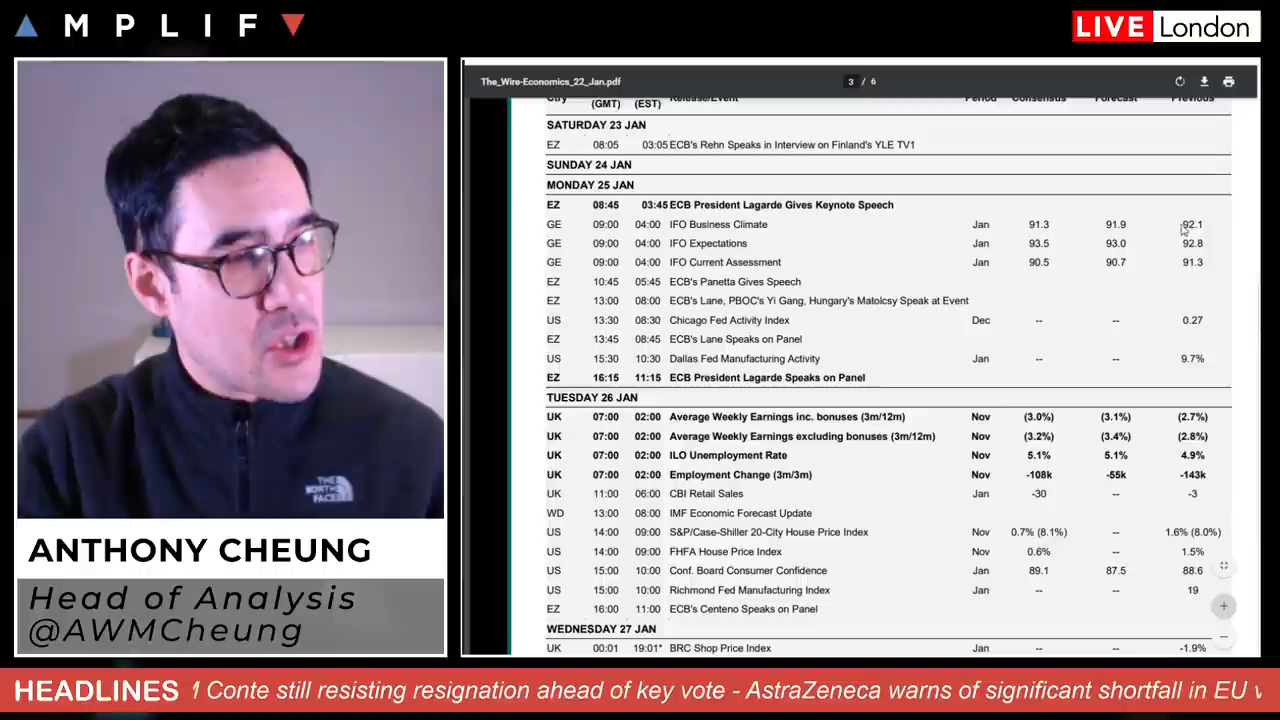 MPLIF
LIVE London
The_Wire-Economics_22_Jan.pdf 3 / 6
Ctry (GMT) (EST) Release/Event Period Consensus Forecast Previous
SATURDAY 23 JAN
EZ 08:05 03:05 ECB's Rehn Speaks in Interview on Finland's YLE TV1
SUNDAY 24 JAN
MONDAY 25 JAN
EZ 08:45 03:45 ECB President Lagarde Gives Keynote Speech
GE 09:00 04:00 IFO Business Climate Jan 91.3 91.9 92.1
GE 09:00 04:00 IFO Expectations Jan 93.5 93.0 92.8
GE 09:00 04:00 IFO Current Assessment Jan 90.5 90.7 91.3
EZ 10:45 05:45 ECB's Panetta Gives Speech
EZ 13:00 08:00 ECB's Lane, PBOC's Yi Gang, Hungary's Matolcsy Speak at Event
US 13:30 08:30 Chicago Fed Activity Index Dec -- -- 0.27
EZ 13:45 08:45 ECB's Lane Speaks on Panel
US 15:30 10:30 Dallas Fed Manufacturing Activity Jan -- -- 9.7%
EZ 16:15 11:15 ECB President Lagarde Speaks on Panel
TUESDAY 26 JAN
UK 07:00 02:00 Average Weekly Earnings inc. bonuses (3m/12m) Nov (3.0%) (3.1%) (2.7%)
UK 07:00 02:00 Average Weekly Earnings excluding bonuses (3m/12m) Nov (3.2%) (3.4%) (2.8%)
UK 07:00 02:00 ILO Unemployment Rate Nov 5.1% 5.1% 4.9%
UK 07:00 02:00 Employment Change (3m/3m) Nov -108k -55k -143k
UK 11:00 06:00 CBI Retail Sales Jan -30 -- -3
WD 13:00 08:00 IMF Economic Forecast Update
US 14:00 09:00 S&P/Case-Shiller 20-City House Price Index Nov 0.7% (8.1%) -- 1.6% (8.0%)
US 14:00 09:00 FHFA House Price Index Nov 0.6% -- 1.5%
US 15:00 10:00 Conf. Board Consumer Confidence Jan 89.1 87.5 88.6
US 15:00 10:00 Richmond Fed Manufacturing Index Jan -- -- 19
EZ 16:00 11:00 ECB's Centeno Speaks on Panel
WEDNESDAY 27 JAN
UK 00:01 19:01* BRC Shop Price Index Jan -- -- -1.9%
THE NORTH FACE
ANTHONY CHEUNG
Head of Analysis
@AWMCheung
HEADLINES Conte still resisting resignation ahead of key vote - AstraZeneca warns of significant shortfall in EU